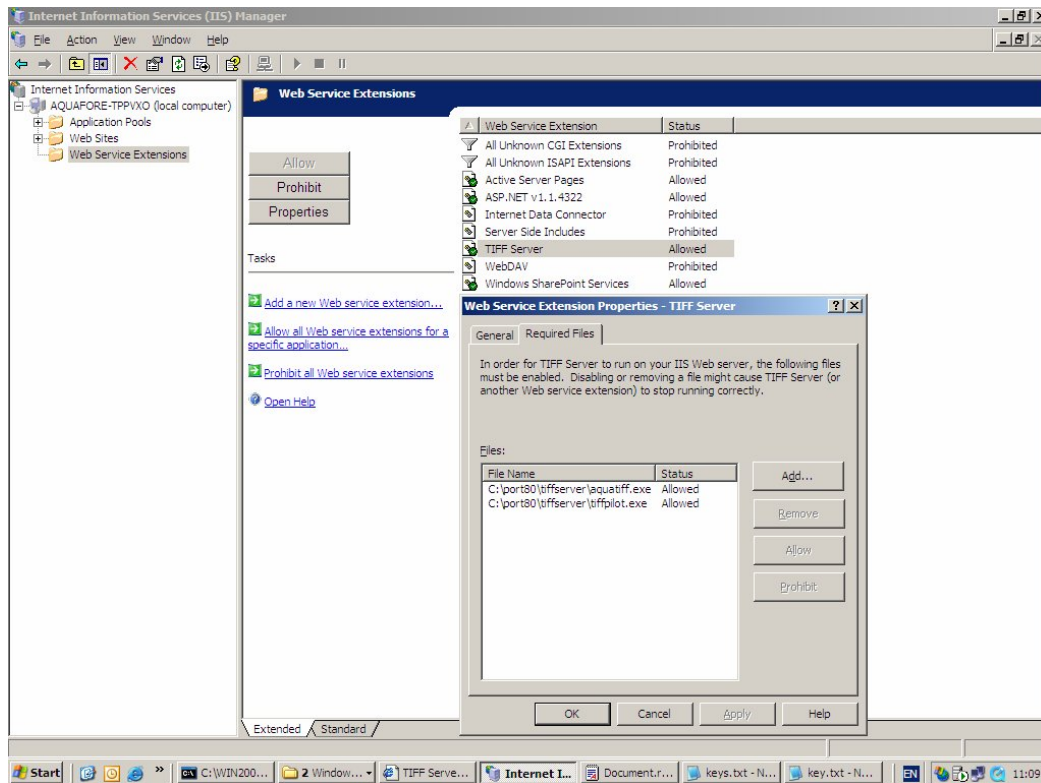 Internet Information Services (IIS) Manager
File Action View Window Help
Internet Information Services
AQUAFORE-TPPVXO (local computer)
Application Pools
Web Sites
Web Service Extensions
Web Service Extensions
Allow
Prohibit
Properties
Tasks
Add a new Web service extension...
Allow all Web service extensions for a
specific application...
Prohibit all Web service extensions
Open Help
Web Service Extension Status
All Unknown CGI Extensions Prohibited
All Unknown ISAPI Extensions Prohibited
Active Server Pages Allowed
ASP.NET v1.1.4322 Allowed
Internet Data Connector Prohibited
Server Side Includes Prohibited
TIFF Server Allowed
WebDAV Prohibited
Windows SharePoint Services Allowed
Web Service Extension Properties - TIFF Server
General Required Files
In order for TIFF Server to run on your IIS Web server, the following files
must be enabled. Disabling or removing a file might cause TIFF Server (or
another Web service extension) to stop running correctly.
Files:
File Name Status
C:\port80\tiffserver\aquatiff.exe Allowed
C:\port80\tiffserver\tiffpilot.exe Allowed
Add...
Remove
Allow
Prohibit
OK Cancel Apply Help
Extended Standard
Start C:\WIN200... 2 Window... TIFF Serve... Internet I... Document.r... keys.txt - N... key.txt - N... EN 11:09